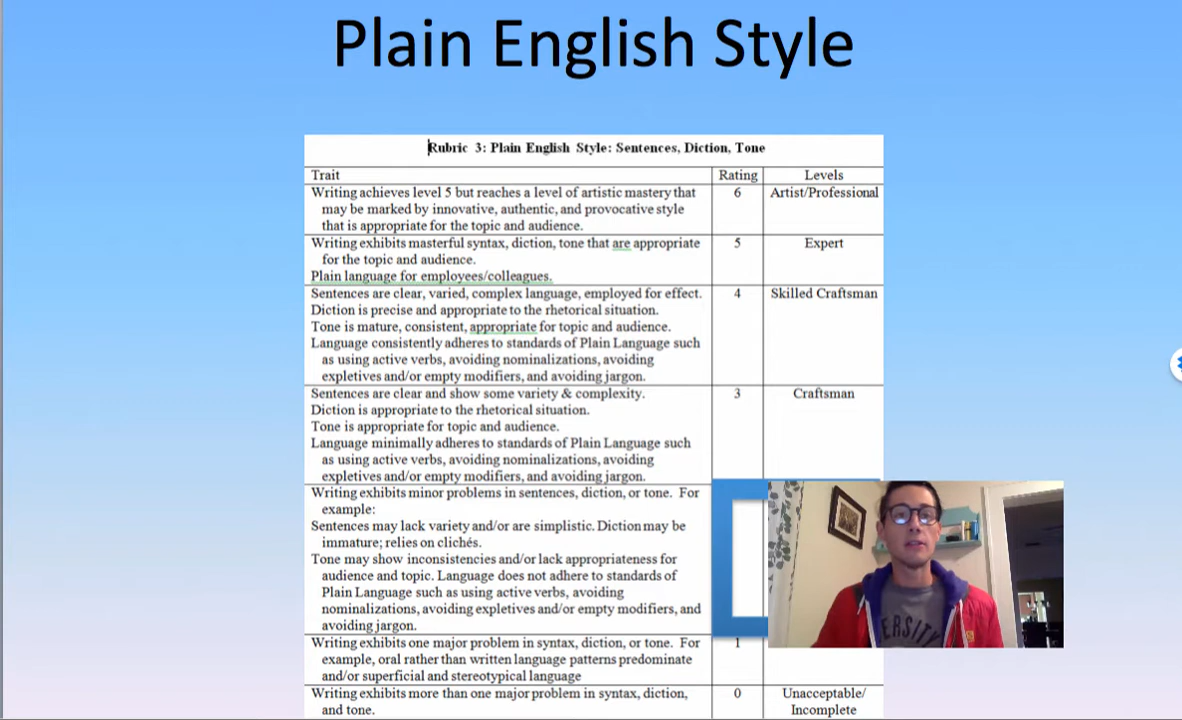 Plain English Style
Rubric 3: Plain English Style: Sentences, Diction, Tone
Trait Rating Levels
Writing achieves level 5 but reaches a level of artistic mastery that 6 Artist/Professional
may be marked by innovative, authentic, and provocative style
that is appropriate for the topic and audience.
Writing exhibits masterful syntax, diction, tone that are appropriate 5 Expert
for the topic and audience.
Plain language for employees/colleagues.
Sentences are clear, varied, complex language, employed for effect. 4 Skilled Craftsman
Diction is precise and appropriate to the rhetorical situation.
Tone is mature, consistent, appropriate for topic and audience.
Language consistently adheres to standards of Plain Language such
as using active verbs, avoiding nominalizations, avoiding
expletives and/or empty modifiers, and avoiding jargon.
Sentences are clear and show some variety & complexity. 3 Craftsman
Diction is appropriate to the rhetorical situation.
Tone is appropriate for topic and audience.
Language minimally adheres to standards of Plain Language such
as using active verbs, avoiding nominalizations, avoiding
expletives and/or empty modifiers, and avoiding jargon.
Writing exhibits minor problems in sentences, diction, or tone. For
example:
Sentences may lack variety and/or are simplistic. Diction may be
immature; relies on clichés.
Tone may show inconsistencies and/or lack appropriateness for
audience and topic. Language does not adhere to standards of
Plain Language such as using active verbs, avoiding
nominalizations, avoiding expletives and/or empty modifiers, and
avoiding jargon.
Writing exhibits one major problem in syntax, diction, or tone. For 1
example, oral rather than written language patterns predominate
and/or superficial and stereotypical language
Writing exhibits more than one major problem in syntax, diction, 0 Unacceptable/
and tone. Incomplete
ERSITY